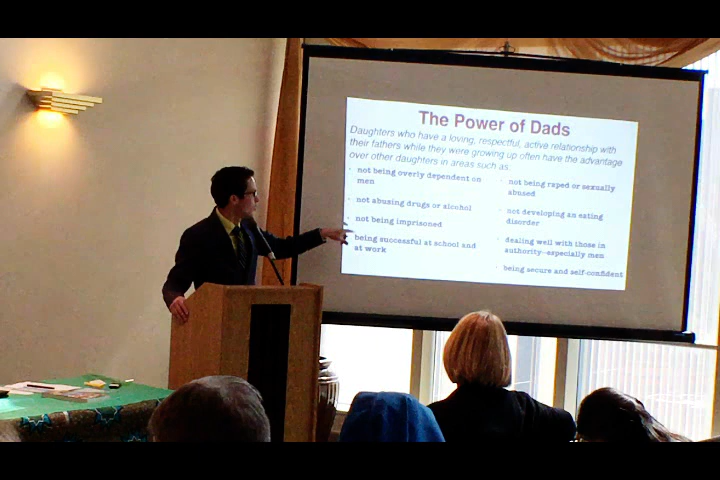 The Power of Dads
Daughters who have a loving, respectful, active relationship with
their fathers while they were growing up often have the advantage
over other daughters in areas such as:
· not being overly dependent on
men
· not abusing drugs or alcohol
· not being imprisoned
· being successful at school and
at work
· not being raped or sexually
abused
· not developing an eating
disorder
· dealing well with those in
authority--especially men
· being secure and self-confident